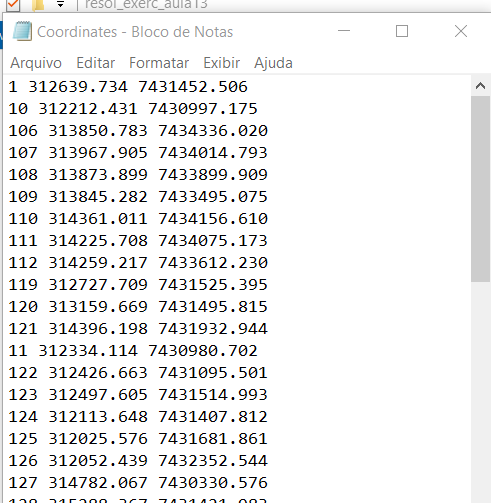 resol_exerc_aula13
Coordinates - Bloco de Notas
Arquivo Editar Formatar Exibir Ajuda
1 312639.734 7431452.506
10 312212.431 7430997.175
106 313850.783 7434336.020
107 313967.905 7434014.793
108 313873.899 7433899.909
109 313845.282 7433495.075
110 314361.011 7434156.610
111 314225.708 7434075.173
112 314259.217 7433612.230
119 312727.709 7431525.395
120 313159.669 7431495.815
121 314396.198 7431932.944
11 312334.114 7430980.702
122 312426.663 7431095.501
123 312497.605 7431514.993
124 312113.648 7431407.812
125 312025.576 7431681.861
126 312052.439 7432352.544
127 314782.067 7430330.576
128 315288.367 7431421.983